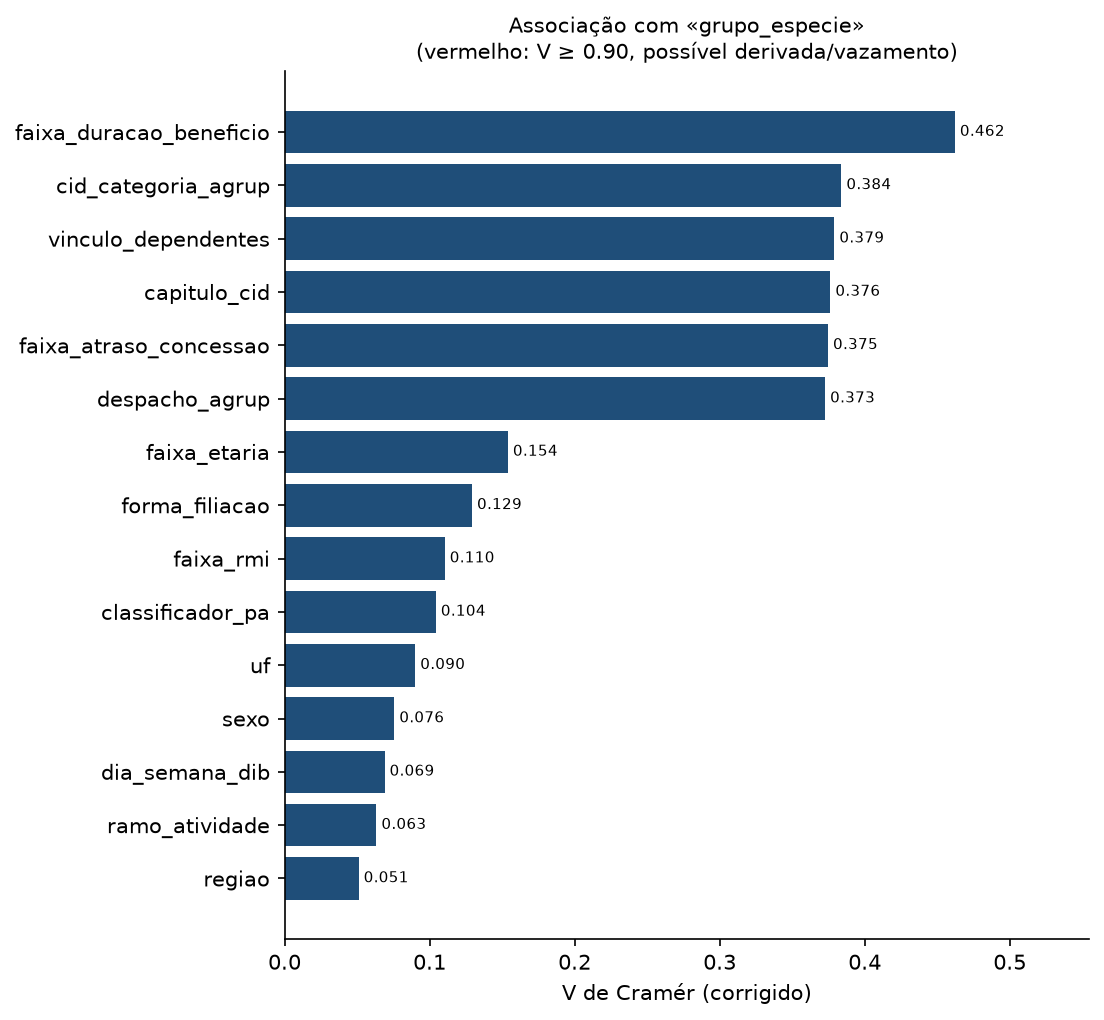 Associação com «grupo_especie»
(vermelho: V ≥ 0.90, possível derivada/vazamento)
faixa_duracao_beneficio 0.462
cid_categoria_agrup 0.384
vinculo_dependentes 0.379
capitulo_cid 0.376
faixa_atraso_concessao 0.375
despacho_agrup 0.373
faixa_etaria 0.154
forma_filiacao 0.129
faixa_rmi 0.110
classificador_pa 0.104
uf 0.090
sexo 0.076
dia_semana_dib 0.069
ramo_atividade 0.063
regiao 0.051
0.0 0.1 0.2 0.3 0.4 0.5
V de Cramér (corrigido)